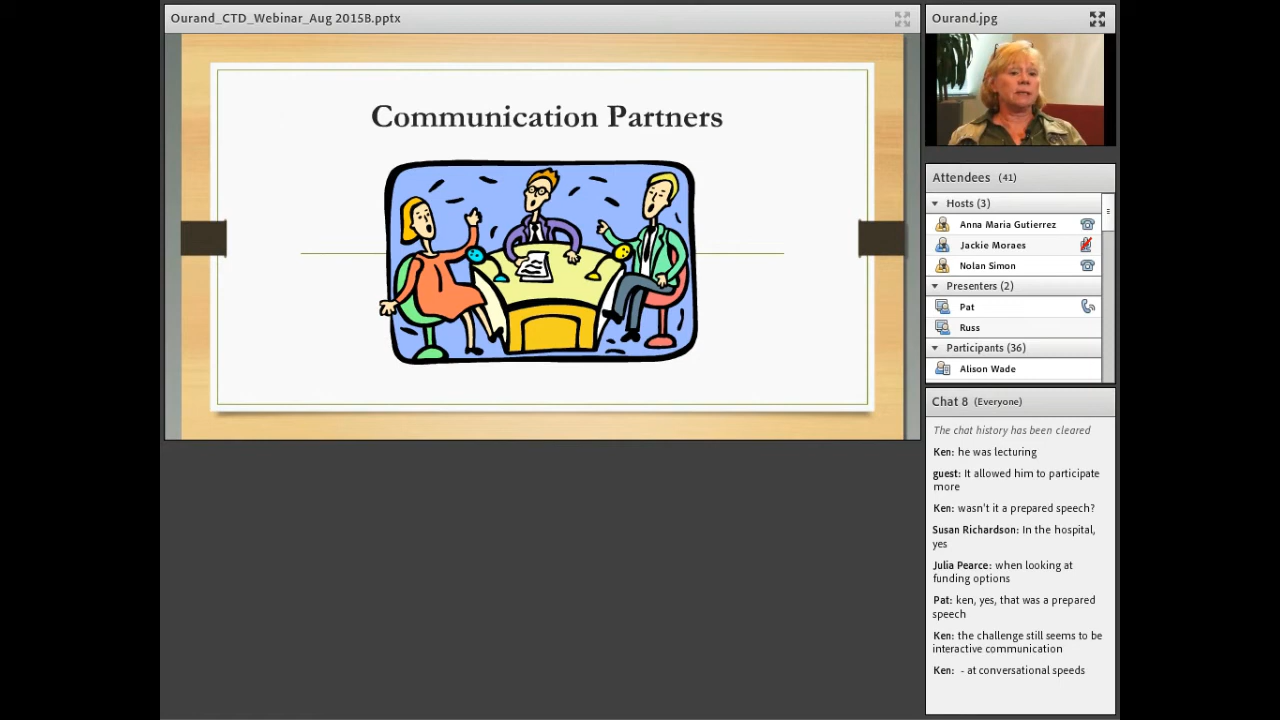 Ourand_CTD_Webinar_Aug 2015B.pptx
Communication Partners
Ourand.jpg
Attendees (41)
Hosts (3)
Anna Maria Gutierrez
Jackie Moraes
Nolan Simon
Presenters (2)
Pat
Russ
Participants (36)
Alison Wade
Chat 8 (Everyone)
The chat history has been cleared
Ken: he was lecturing
guest: It allowed him to participate
more
Ken: wasn't it a prepared speech?
Susan Richardson: In the hospital,
yes
Julia Pearce: when looking at
funding options
Pat: ken, yes, that was a prepared
speech
Ken: the challenge still seems to be
interactive communication
Ken: - at conversational speeds